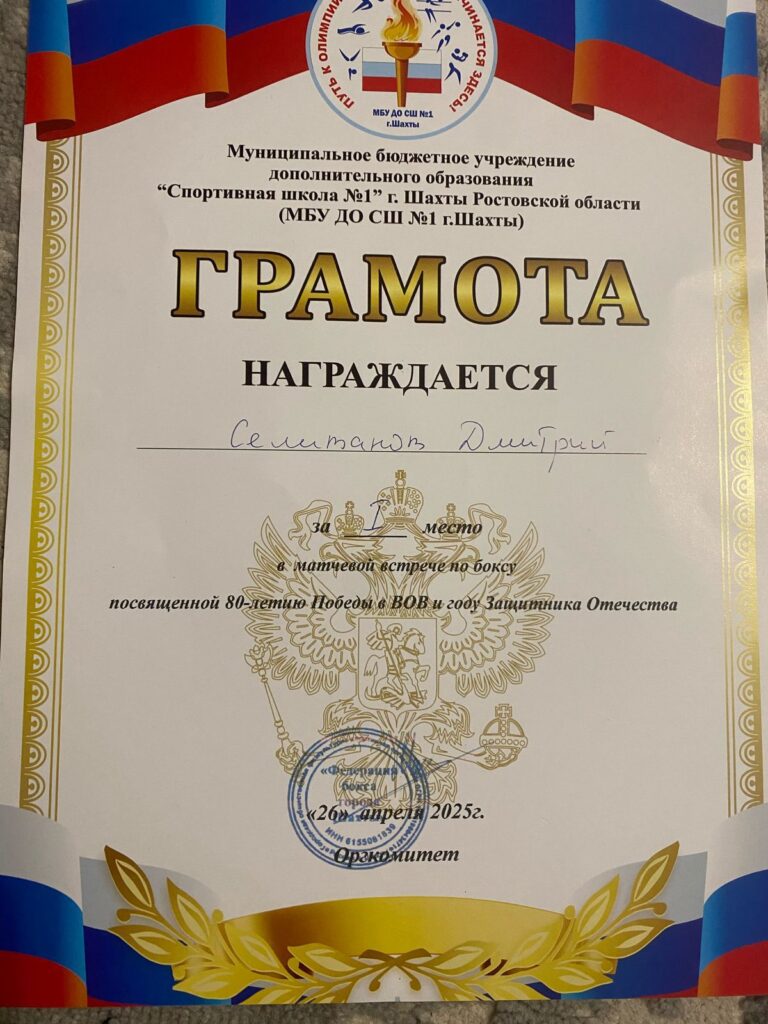 ПУТЬ К ОЛИМПИ
ЧИНАЕТСЯ ЗДЕСЬ!
МБУ ДО СШ №1
г.Шахты
Муниципальное бюджетное учреждение
дополнительного образования
“Спортивная школа №1” г. Шахты Ростовской области
(МБУ ДО СШ №1 г.Шахты)
ГРАМОТА
НАГРАЖДАЕТСЯ
Дмитрий
за I место
в матчевой встрече по боксу
посвященной 80-летию Победы в ВОВ и году Защитника Отечества
«Федерация
бокса
города
«26» апреля 2025г.
Оргкомитет